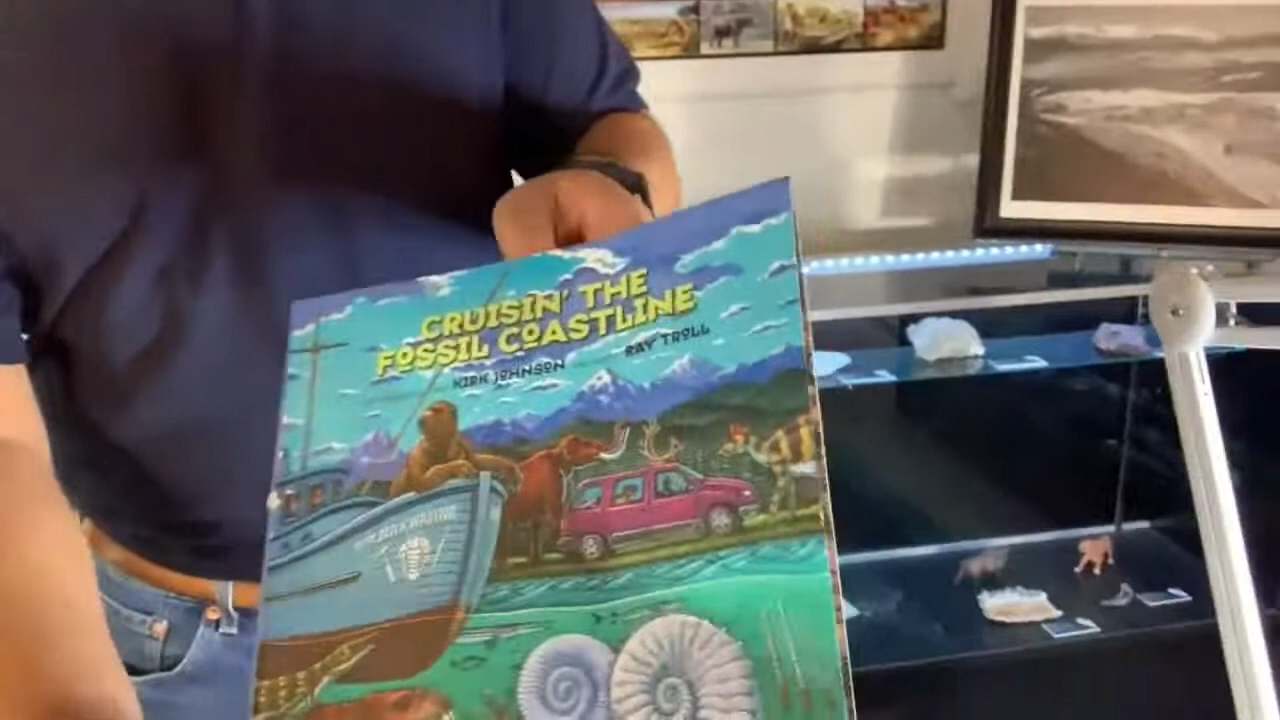 CRUISIN' THE
FOSSIL COASTLINE
KIRK JOHNSON
RAY TROLL